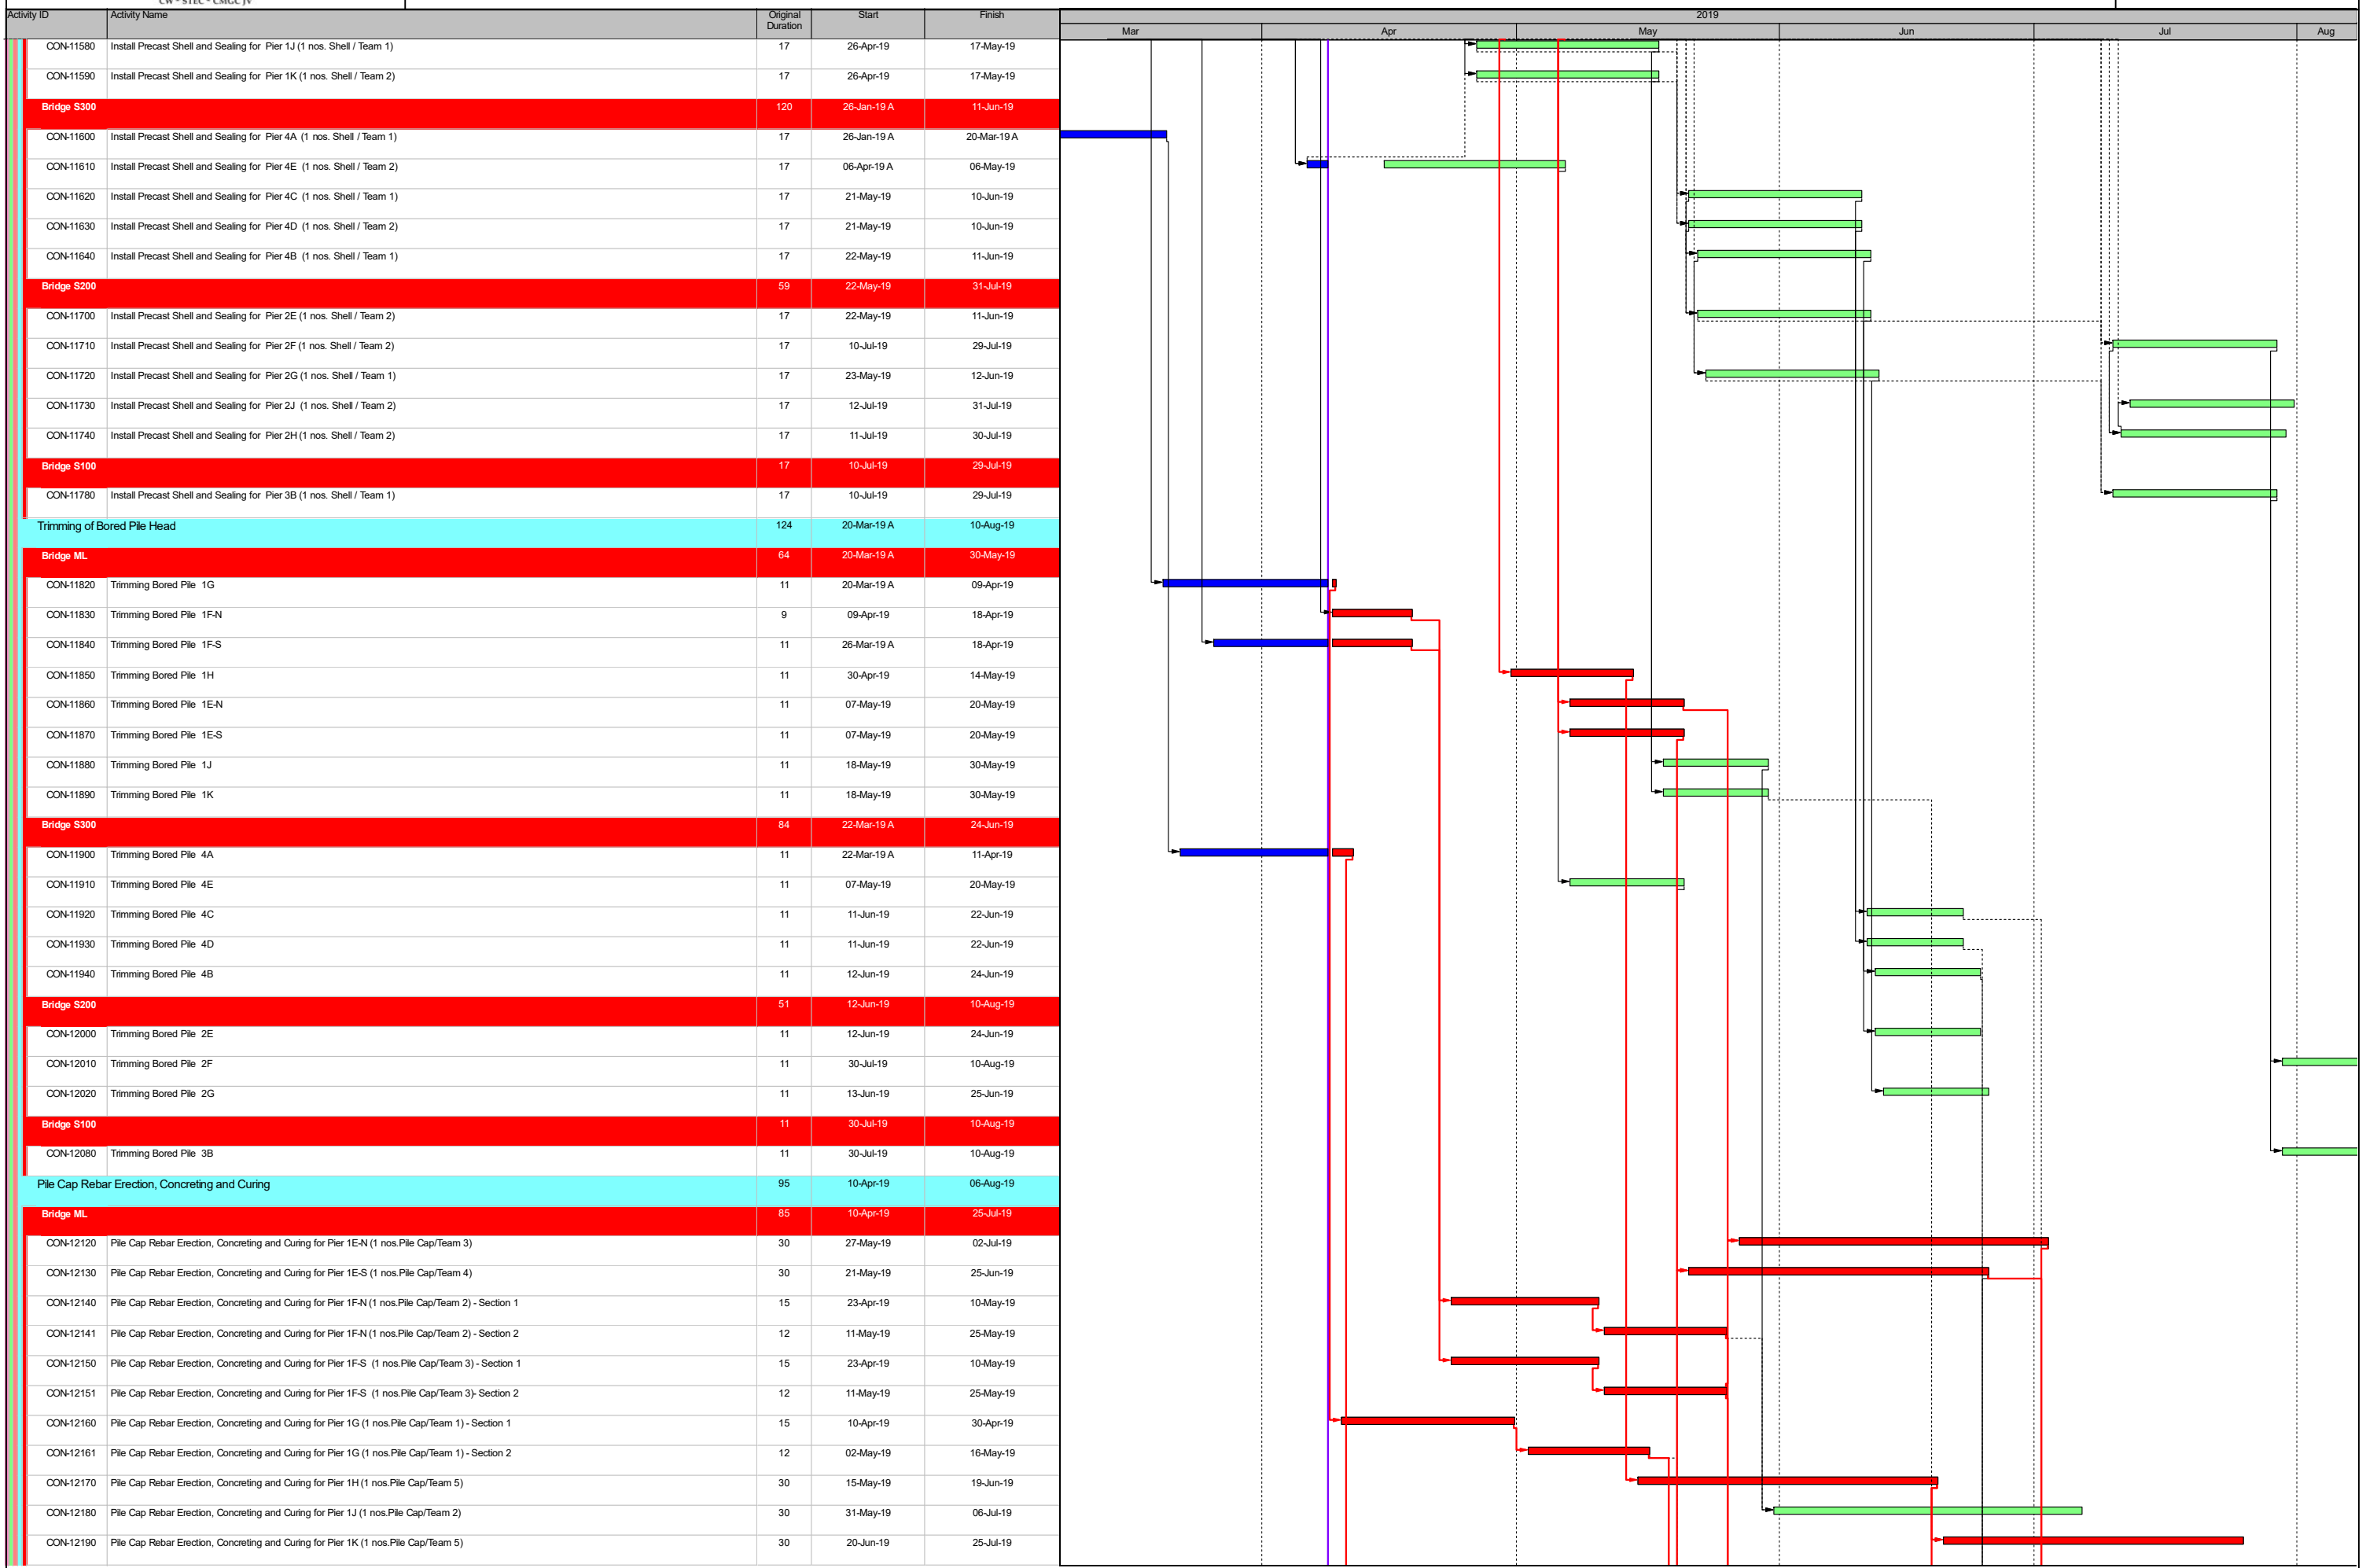 CW - STEC - CMGC JV
Activity ID Activity Name Original Duration Start Finish 2019
Mar Apr May Jun Jul Aug
CON-11580 Install Precast Shell and Sealing for Pier 1J (1 nos. Shell / Team 1) 17 26-Apr-19 17-May-19
CON-11590 Install Precast Shell and Sealing for Pier 1K (1 nos. Shell / Team 2) 17 26-Apr-19 17-May-19
Bridge S300 120 26-Jan-19 A 11-Jun-19
CON-11600 Install Precast Shell and Sealing for Pier 4A (1 nos. Shell / Team 1) 17 26-Jan-19 A 20-Mar-19 A
CON-11610 Install Precast Shell and Sealing for Pier 4E (1 nos. Shell / Team 2) 17 06-Apr-19 A 06-May-19
CON-11620 Install Precast Shell and Sealing for Pier 4C (1 nos. Shell / Team 1) 17 21-May-19 10-Jun-19
CON-11630 Install Precast Shell and Sealing for Pier 4D (1 nos. Shell / Team 2) 17 21-May-19 10-Jun-19
CON-11640 Install Precast Shell and Sealing for Pier 4B (1 nos. Shell / Team 1) 17 22-May-19 11-Jun-19
Bridge S200 59 22-May-19 31-Jul-19
CON-11700 Install Precast Shell and Sealing for Pier 2E (1 nos. Shell / Team 2) 17 22-May-19 11-Jun-19
CON-11710 Install Precast Shell and Sealing for Pier 2F (1 nos. Shell / Team 2) 17 10-Jul-19 29-Jul-19
CON-11720 Install Precast Shell and Sealing for Pier 2G (1 nos. Shell / Team 1) 17 23-May-19 12-Jun-19
CON-11730 Install Precast Shell and Sealing for Pier 2J (1 nos. Shell / Team 2) 17 12-Jul-19 31-Jul-19
CON-11740 Install Precast Shell and Sealing for Pier 2H (1 nos. Shell / Team 2) 17 11-Jul-19 30-Jul-19
Bridge S100 17 10-Jul-19 29-Jul-19
CON-11780 Install Precast Shell and Sealing for Pier 3B (1 nos. Shell / Team 1) 17 10-Jul-19 29-Jul-19
Trimming of Bored Pile Head 124 20-Mar-19 A 10-Aug-19
Bridge ML 64 20-Mar-19 A 30-May-19
CON-11820 Trimming Bored Pile 1G 11 20-Mar-19 A 09-Apr-19
CON-11830 Trimming Bored Pile 1F-N 9 09-Apr-19 18-Apr-19
CON-11840 Trimming Bored Pile 1F-S 11 26-Mar-19 A 18-Apr-19
CON-11850 Trimming Bored Pile 1H 11 30-Apr-19 14-May-19
CON-11860 Trimming Bored Pile 1E-N 11 07-May-19 20-May-19
CON-11870 Trimming Bored Pile 1E-S 11 07-May-19 20-May-19
CON-11880 Trimming Bored Pile 1J 11 18-May-19 30-May-19
CON-11890 Trimming Bored Pile 1K 11 18-May-19 30-May-19
Bridge S300 84 22-Mar-19 A 24-Jun-19
CON-11900 Trimming Bored Pile 4A 11 22-Mar-19 A 11-Apr-19
CON-11910 Trimming Bored Pile 4E 11 07-May-19 20-May-19
CON-11920 Trimming Bored Pile 4C 11 11-Jun-19 22-Jun-19
CON-11930 Trimming Bored Pile 4D 11 11-Jun-19 22-Jun-19
CON-11940 Trimming Bored Pile 4B 11 12-Jun-19 24-Jun-19
Bridge S200 51 12-Jun-19 10-Aug-19
CON-12000 Trimming Bored Pile 2E 11 12-Jun-19 24-Jun-19
CON-12010 Trimming Bored Pile 2F 11 30-Jul-19 10-Aug-19
CON-12020 Trimming Bored Pile 2G 11 13-Jun-19 25-Jun-19
Bridge S100 11 30-Jul-19 10-Aug-19
CON-12080 Trimming Bored Pile 3B 11 30-Jul-19 10-Aug-19
Pile Cap Rebar Erection, Concreting and Curing 95 10-Apr-19 06-Aug-19
Bridge ML 85 10-Apr-19 25-Jul-19
CON-12120 Pile Cap Rebar Erection, Concreting and Curing for Pier 1E-N (1 nos.Pile Cap/Team 3) 30 27-May-19 02-Jul-19
CON-12130 Pile Cap Rebar Erection, Concreting and Curing for Pier 1E-S (1 nos.Pile Cap/Team 4) 30 21-May-19 25-Jun-19
CON-12140 Pile Cap Rebar Erection, Concreting and Curing for Pier 1F-N (1 nos.Pile Cap/Team 2) - Section 1 15 23-Apr-19 10-May-19
CON-12141 Pile Cap Rebar Erection, Concreting and Curing for Pier 1F-N (1 nos.Pile Cap/Team 2) - Section 2 12 11-May-19 25-May-19
CON-12150 Pile Cap Rebar Erection, Concreting and Curing for Pier 1F-S (1 nos.Pile Cap/Team 3) - Section 1 15 23-Apr-19 10-May-19
CON-12151 Pile Cap Rebar Erection, Concreting and Curing for Pier 1F-S (1 nos.Pile Cap/Team 3)- Section 2 12 11-May-19 25-May-19
CON-12160 Pile Cap Rebar Erection, Concreting and Curing for Pier 1G (1 nos.Pile Cap/Team 1) - Section 1 15 10-Apr-19 30-Apr-19
CON-12161 Pile Cap Rebar Erection, Concreting and Curing for Pier 1G (1 nos.Pile Cap/Team 1) - Section 2 12 02-May-19 16-May-19
CON-12170 Pile Cap Rebar Erection, Concreting and Curing for Pier 1H (1 nos.Pile Cap/Team 5) 30 15-May-19 19-Jun-19
CON-12180 Pile Cap Rebar Erection, Concreting and Curing for Pier 1J (1 nos.Pile Cap/Team 2) 30 31-May-19 06-Jul-19
CON-12190 Pile Cap Rebar Erection, Concreting and Curing for Pier 1K (1 nos.Pile Cap/Team 5) 30 20-Jun-19 25-Jul-19